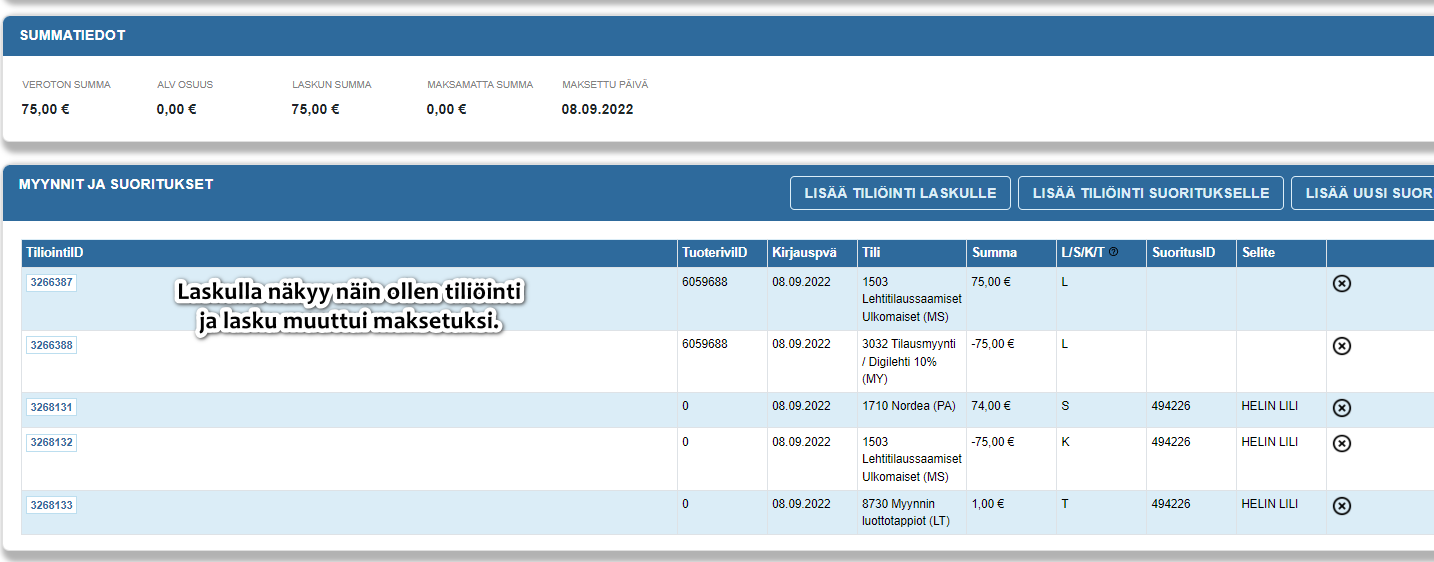 SUMMATIEDOT
VEROTON SUMMA ALV OSUUS LASKUN SUMMA MAKSAMATTA SUMMA MAKSETTU PÄIVÄ
75,00 € 0,00 € 75,00 € 0,00 € 08.09.2022
MYYNNIT JA SUORITUKSET
LISÄÄ TILIÖINTI LASKULLE LISÄÄ TILIÖINTI SUORITUKSELLE LISÄÄ UUSI SUOR
TiliointiID TuoteriviID Kirjauspvä Tili Summa L/S/K/T SuoritusID Selite
3266387 6059688 08.09.2022 1503 75,00 € L
Lehtitilaussaamiset
Ulkomaiset (MS)
Laskulla näkyy näin ollen tiliöinti
ja lasku muuttui maksetuksi.
3266388 6059688 08.09.2022 3032 Tilausmyynti -75,00 € L
/ Digilehti 10%
(MY)
3268131 0 08.09.2022 1710 Nordea (PA) 74,00 € S 494226 HELIN LILI
3268132 0 08.09.2022 1503 -75,00 € K 494226 HELIN LILI
Lehtitilaussaamiset
Ulkomaiset (MS)
3268133 0 08.09.2022 8730 Myynnin 1,00 € T 494226 HELIN LILI
luottotappiot (LT)